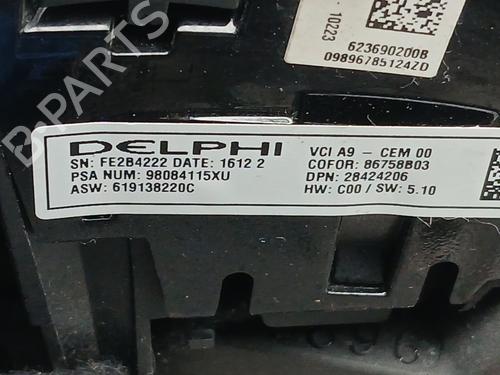 10223
623690200B
09896785124ZD
DELPHI
VCI A9 - CEM 00
SN: FE2B4222 DATE: 1612 2
COFOR: 86758B03
PSA NUM: 98084115XU
DPN: 28424206
ASW: 619138220C
HW: C00 / SW: 5.10
B-PARTS